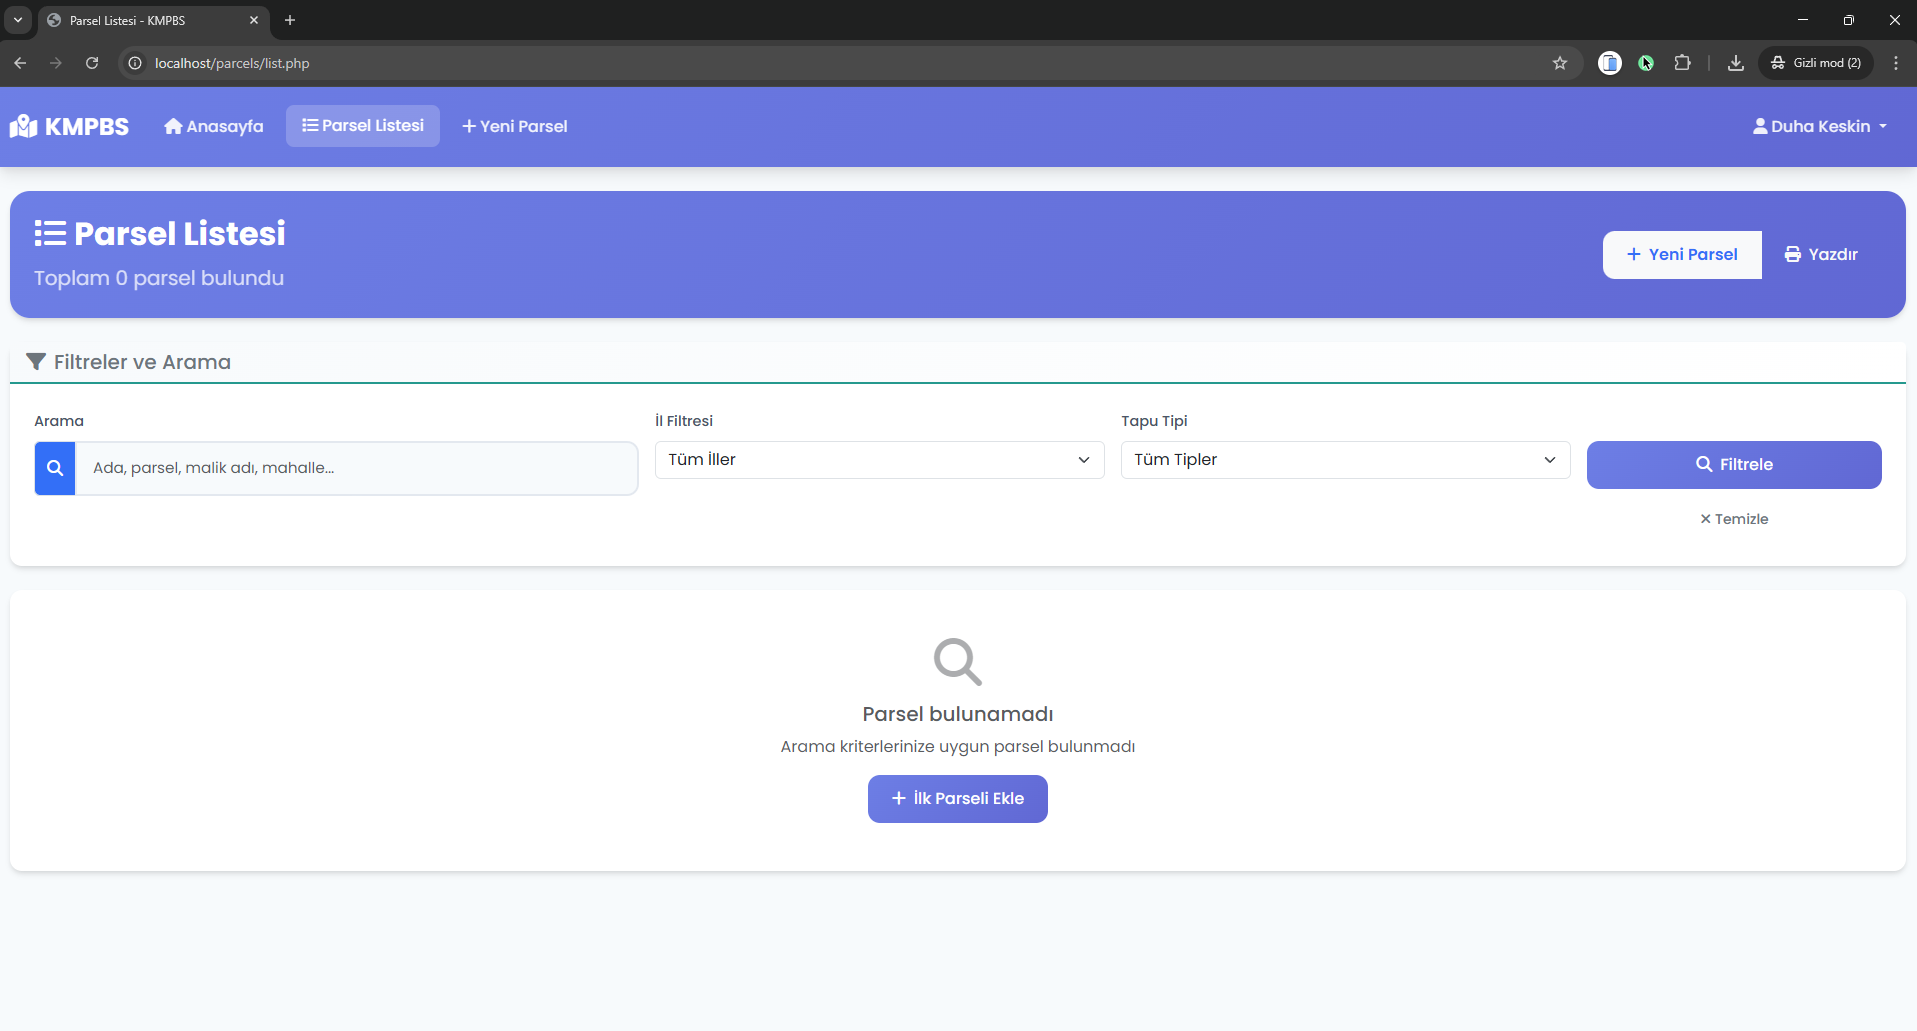 Parsel Listesi - KMPBS
localhost/parcels/list.php
Gizli mod (2)
KMPBS
Anasayfa
Parsel Listesi
Yeni Parsel
Duha Keskin
Parsel Listesi
Toplam 0 parsel bulundu
Yeni Parsel
Yazdır
Filtreler ve Arama
Arama
İl Filtresi
Tapu Tipi
Ada, parsel, malik adı, mahalle...
Tüm İller
Tüm Tipler
Filtrele
Temizle
Parsel bulunamadı
Arama kriterlerinize uygun parsel bulunmadı
İlk Parseli Ekle